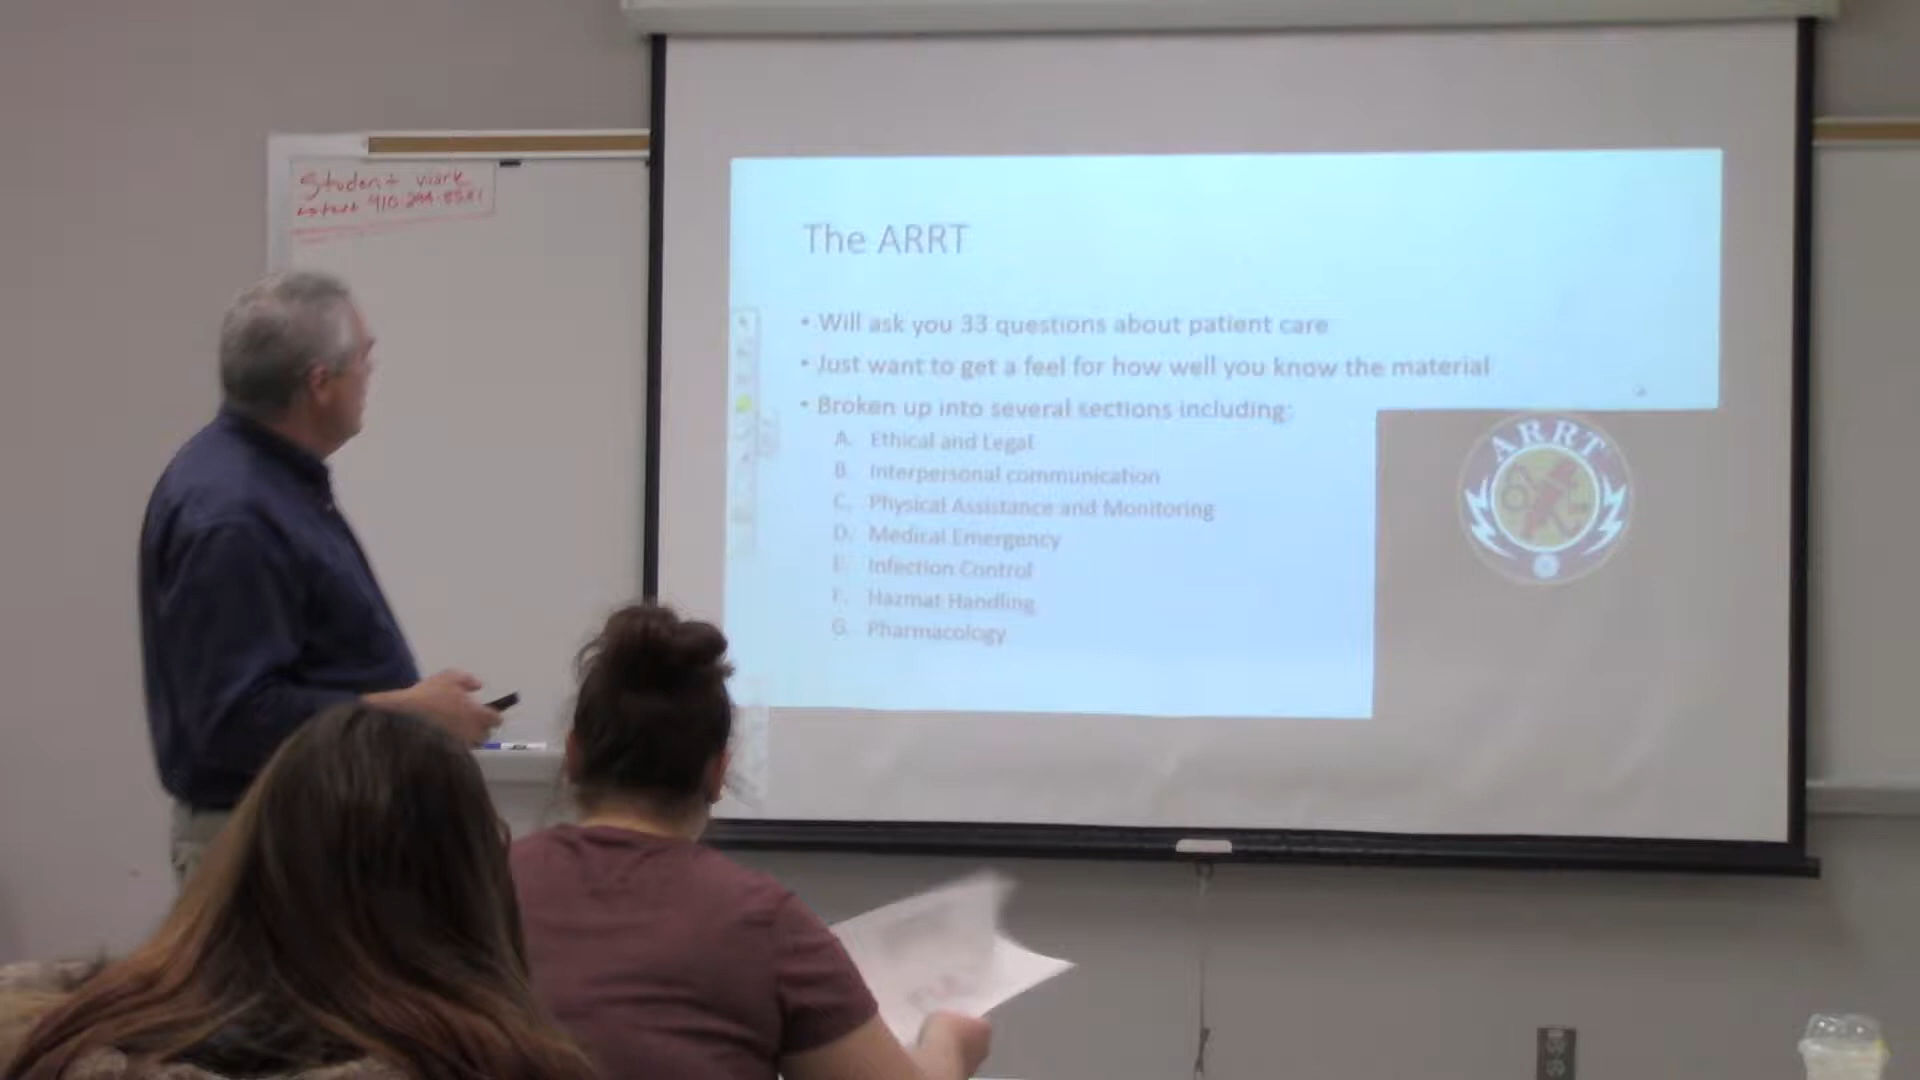 Student work
The ARRT
• Will ask you 33 questions about patient care
• Just want to get a feel for how well you know the material
• Broken up into several sections including:
A. Ethical and Legal
B. Interpersonal communication
C. Physical Assistance and Monitoring
D. Medical Emergency
E. Infection Control
F. Hazmat Handling
G. Pharmacology
ARRT